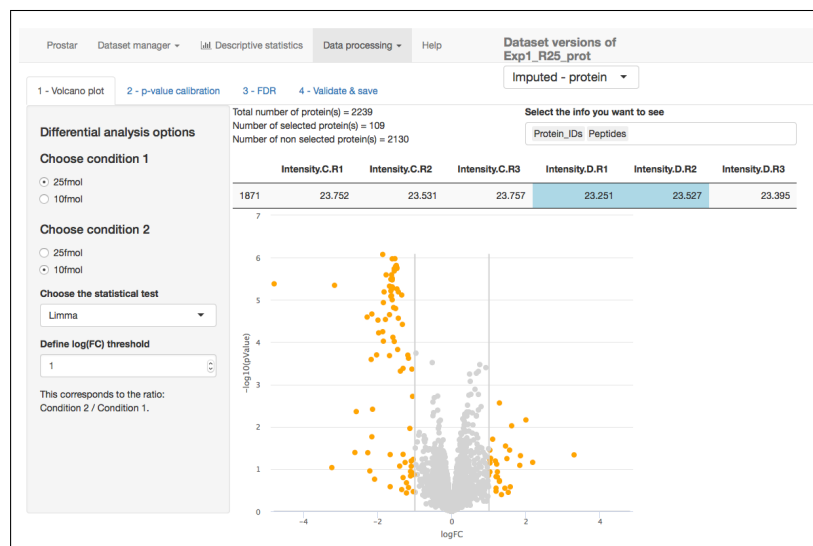 Prostar Dataset manager Descriptive statistics Data processing Help
Dataset versions of
Exp1_R25_prot
Imputed - protein
1 - Volcano plot 2 - p-value calibration 3 - FDR 4 - Validate & save
Differential analysis options
Choose condition 1
25fmol
10fmol
Choose condition 2
25fmol
10fmol
Choose the statistical test
Limma
Define log(FC) threshold
1
This corresponds to the ratio:
Condition 2 / Condition 1.
Total number of protein(s) = 2239
Number of selected protein(s) = 109
Number of non selected protein(s) = 2130
Select the info you want to see
Protein_IDs Peptides
Intensity.C.R1 Intensity.C.R2 Intensity.C.R3 Intensity.D.R1 Intensity.D.R2 Intensity.D.R3
1871 23.752 23.531 23.757 23.251 23.527 23.395
7
6
5
4
3
2
1
0
-log10(pValue)
−4 −2 0 2 4
logFC